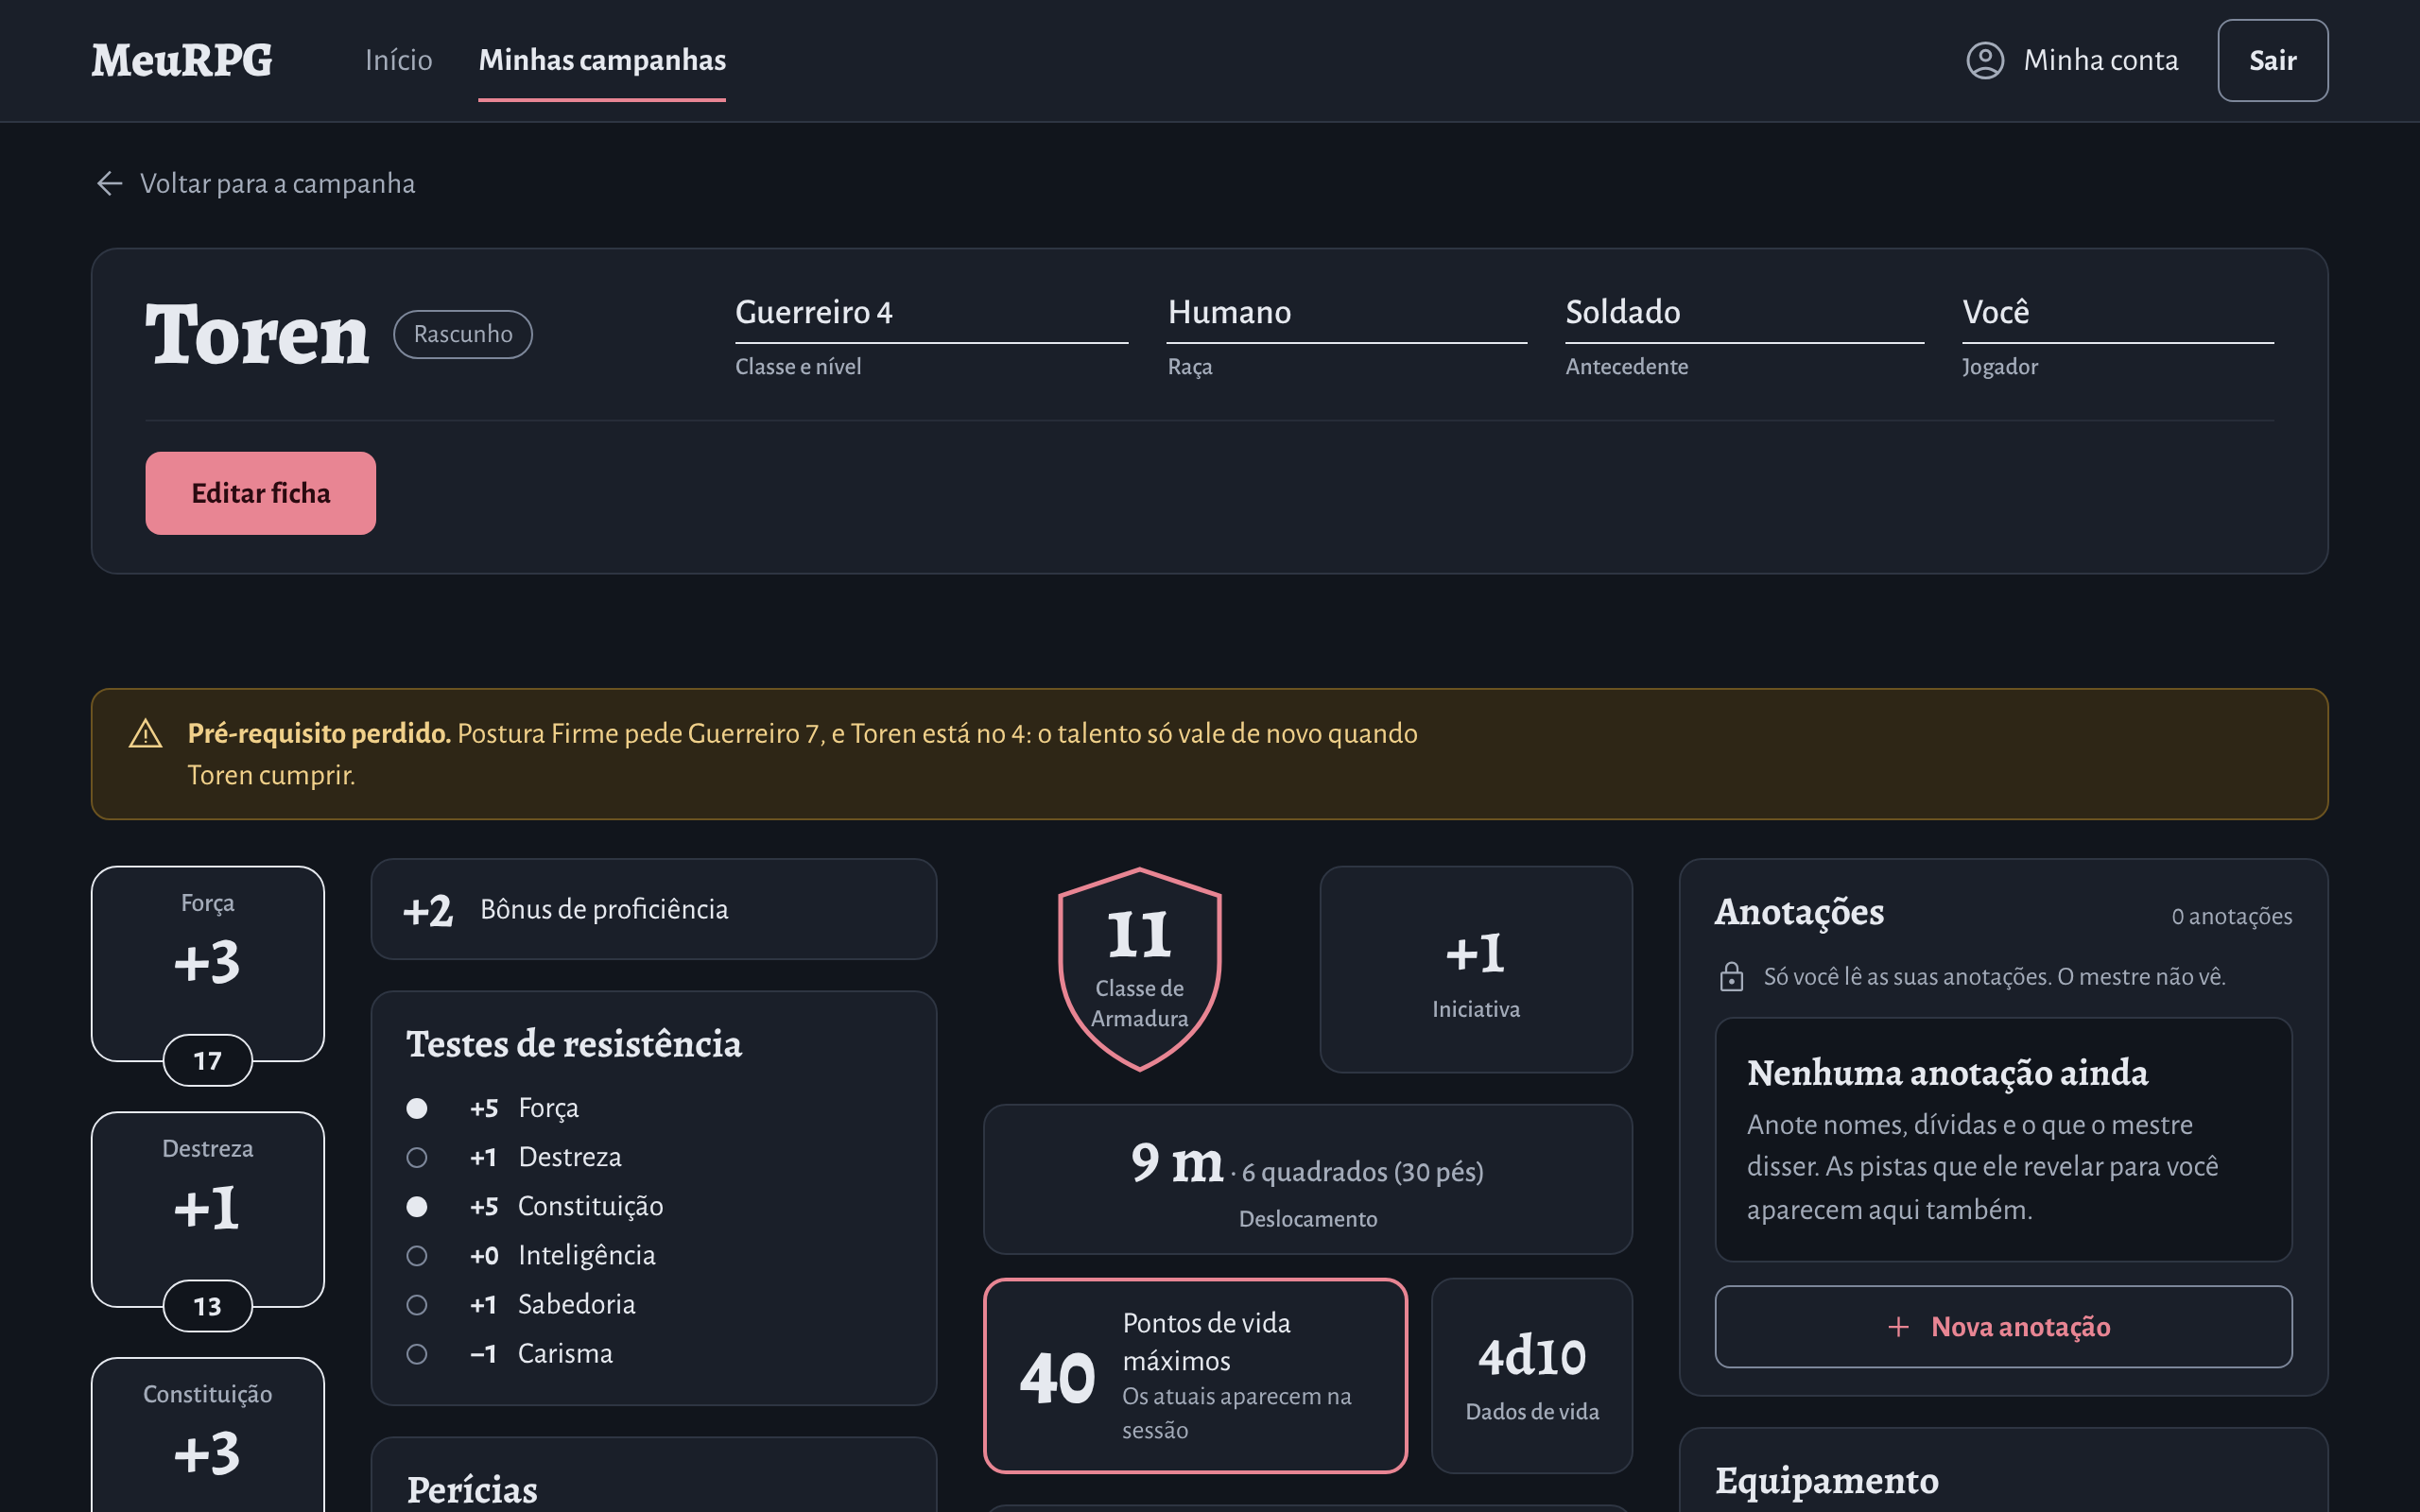 MeuRPG
Início
Minhas campanhas
Minha conta
Sair
Voltar para a campanha
Toren
Rascunho
Guerreiro 4
Classe e nível
Humano
Raça
Soldado
Antecedente
Você
Jogador
Editar ficha
Pré-requisito perdido. Postura Firme pede Guerreiro 7, e Toren está no 4: o talento só vale de novo quando
Toren cumprir.
Força
+3
17
Destreza
+1
13
Constituição
+3
+2 Bônus de proficiência
Testes de resistência
+5 Força
+1 Destreza
+5 Constituição
+0 Inteligência
+1 Sabedoria
−1 Carisma
Perícias
11
Classe de
Armadura
+1
Iniciativa
9 m · 6 quadrados (30 pés)
Deslocamento
40
Pontos de vida
máximos
Os atuais aparecem na
sessão
4d10
Dados de vida
Anotações
0 anotações
Só você lê as suas anotações. O mestre não vê.
Nenhuma anotação ainda
Anote nomes, dívidas e o que o mestre
disser. As pistas que ele revelar para você
aparecem aqui também.
+ Nova anotação
Equipamento